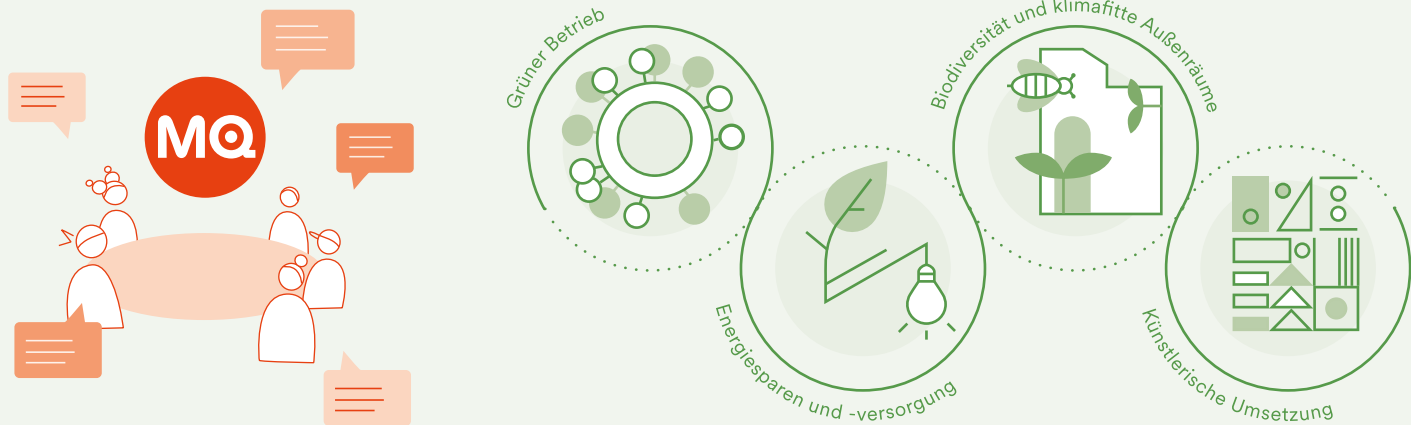 MQ
Grüner Betrieb
Energiesparen und -versorgung
Biodiversität und klimafitte Außenräume
Künstlerische Umsetzung